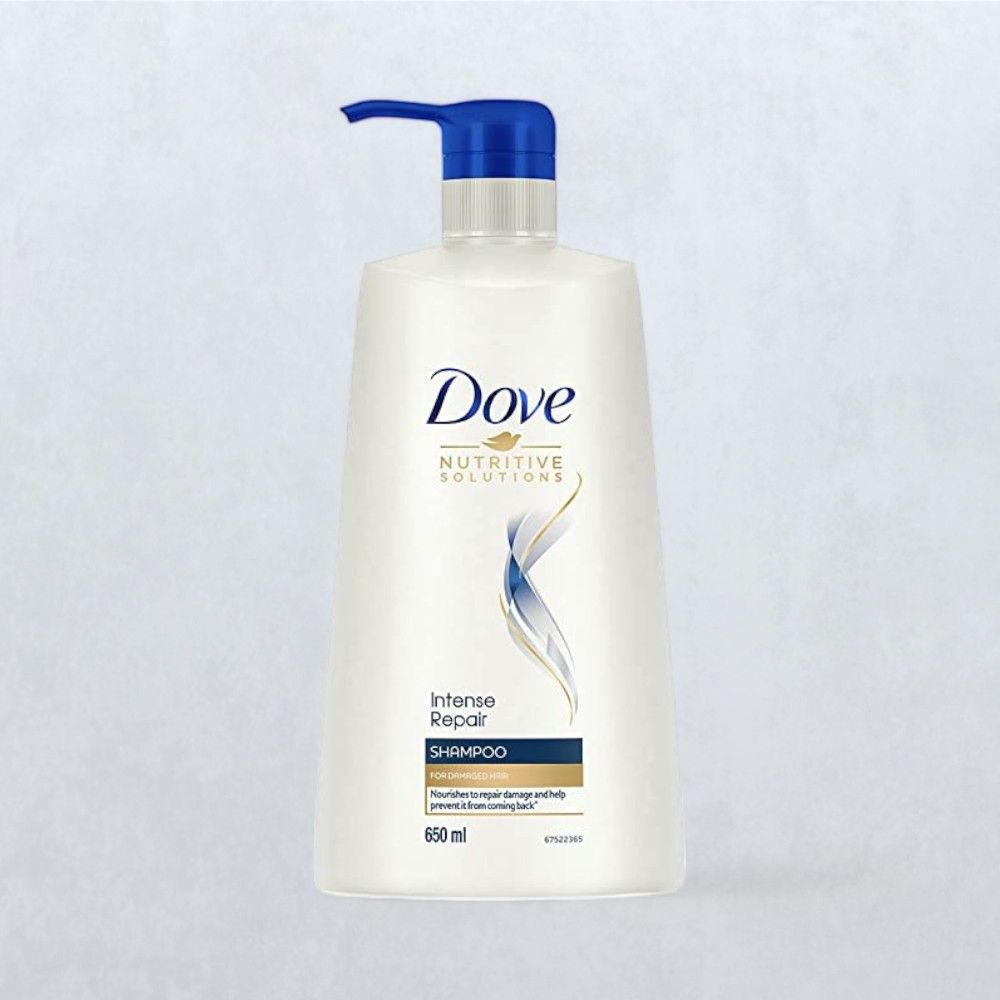 Dove
NUTRITIVE
SOLUTIONS
Intense
Repair
SHAMPOO
FOR DAMAGED HAIR
Nourishes to repair damage and help
prevent it from coming back*
650 ml
67522365